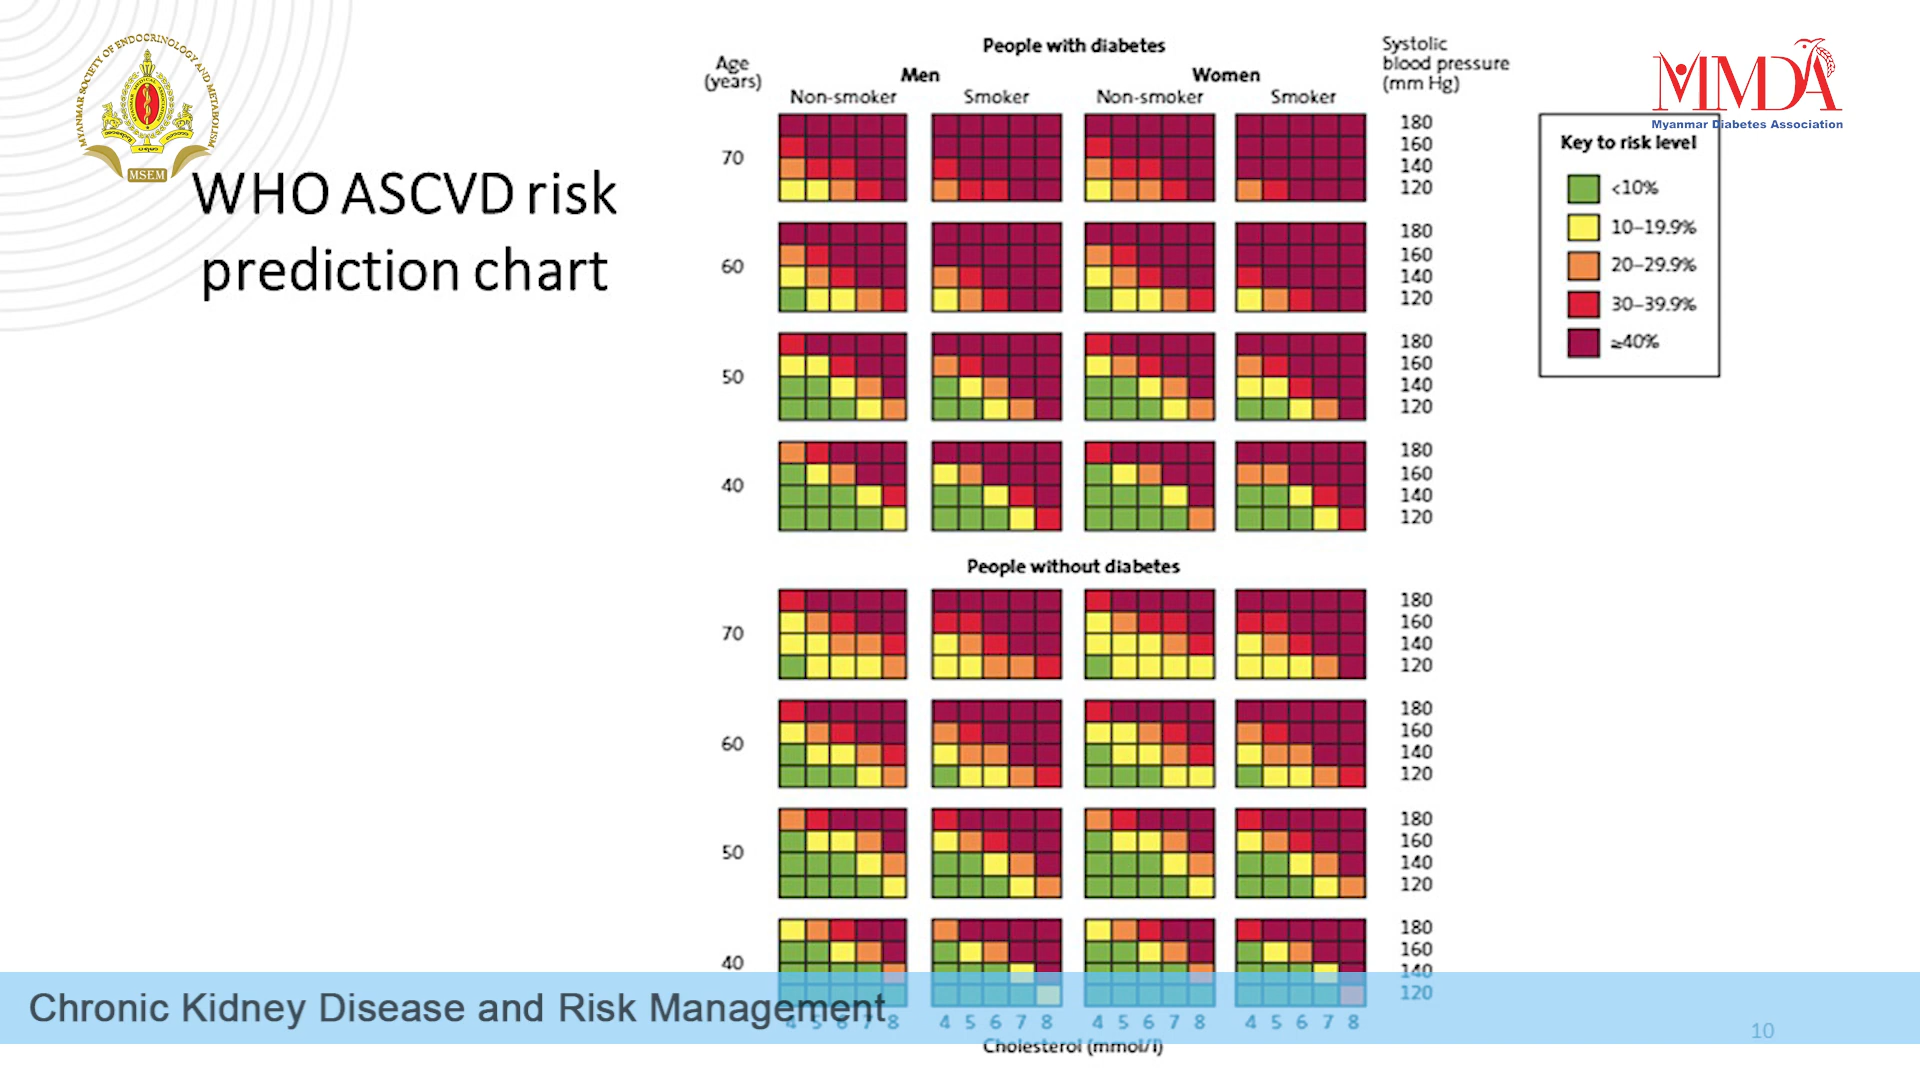 MYANMAR SOCIETY OF ENDOCRINOLOGY AND METABOLISM
MSEM
WHO ASCVD risk
prediction chart
People with diabetes
Age
(years)
Men
Women
Systolic
blood pressure
(mm Hg)
Non-smoker
Smoker
Non-smoker
Smoker
MMDA
Myanmar Diabetes Association
Key to risk level
<10%
10–19.9%
20–29.9%
30–39.9%
≥40%
70
180
160
140
120
60
180
160
140
120
50
180
160
140
120
40
180
160
140
120
People without diabetes
70
180
160
140
120
60
180
160
140
120
50
180
160
140
120
40
180
160
140
120
Chronic Kidney Disease and Risk Management
4 5 6 7 8
4 5 6 7 8
4 5 6 7 8
4 5 6 7 8
Cholesterol (mmol/l)
10